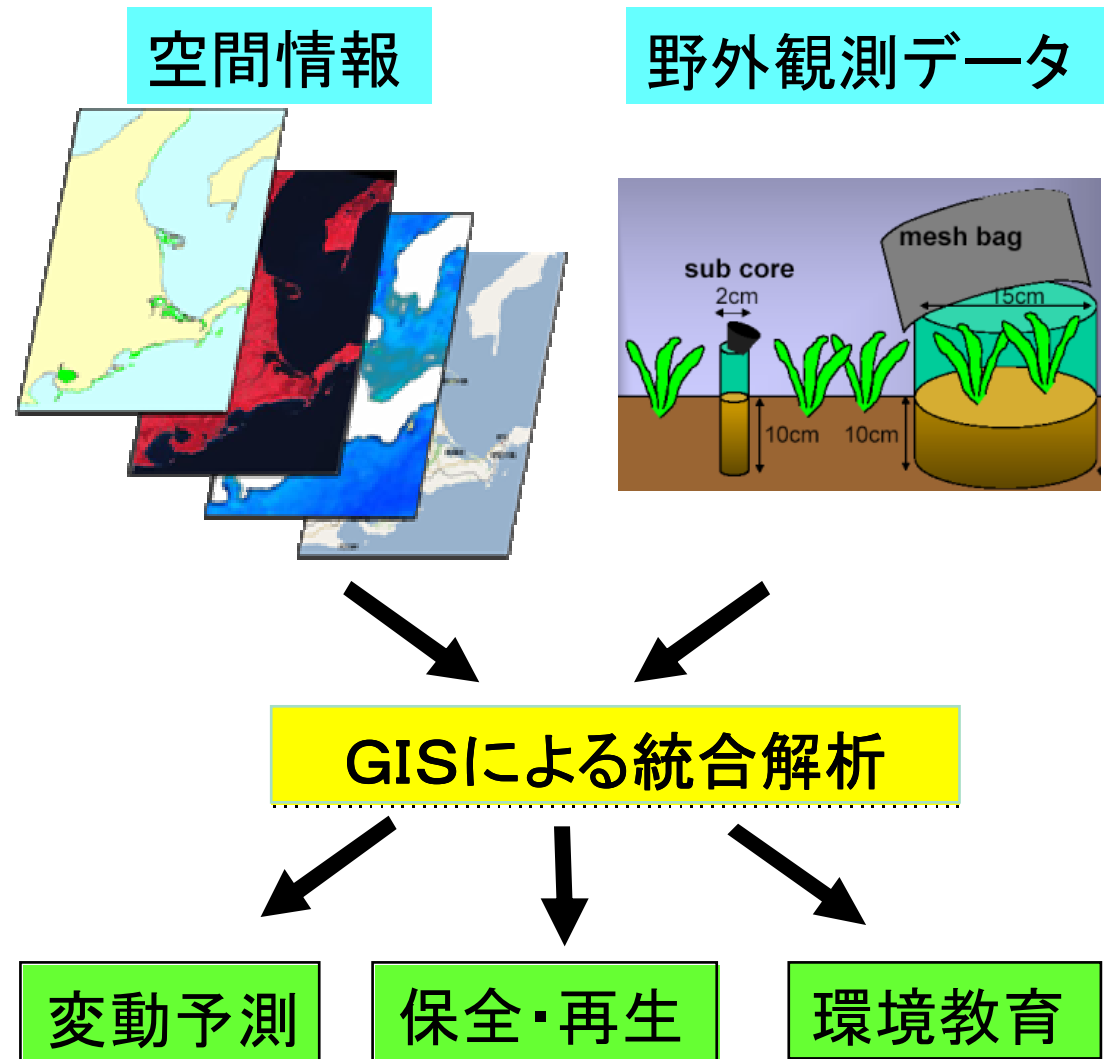 空間情報
野外観測データ
mesh bag
sub core
2cm
15cm
10cm
10cm
GISによる統合解析
変動予測
保全・再生
環境教育